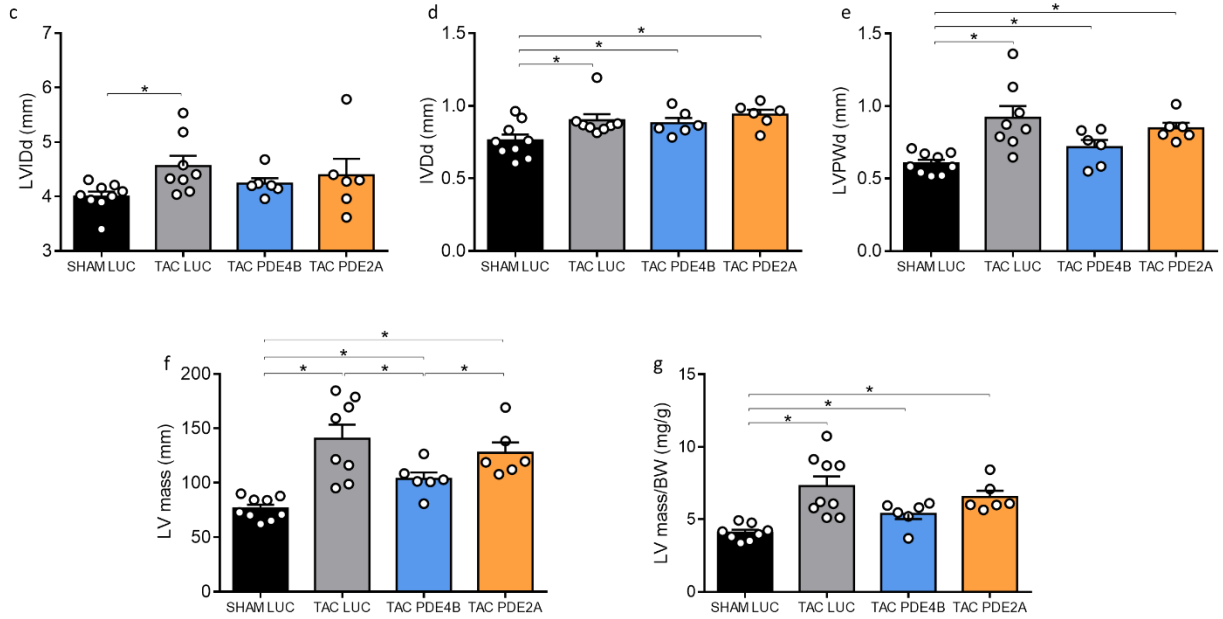 c
LVIDd (mm)
7
6
5
4
3
*
SHAM LUC TAC LUC TAC PDE4B TAC PDE2A
d
IVDd (mm)
1.5
1.0
0.5
0.0
*
*
*
SHAM LUC TAC LUC TAC PDE4B TAC PDE2A
e
LVPWd (mm)
1.5
1.0
0.5
0.0
*
*
*
SHAM LUC TAC LUC TAC PDE4B TAC PDE2A
f
LV mass (mm)
200
150
100
50
0
*
*
* * *
SHAM LUC TAC LUC TAC PDE4B TAC PDE2A
g
LV mass/BW (mg/g)
15
10
5
0
*
*
*
SHAM LUC TAC LUC TAC PDE4B TAC PDE2A